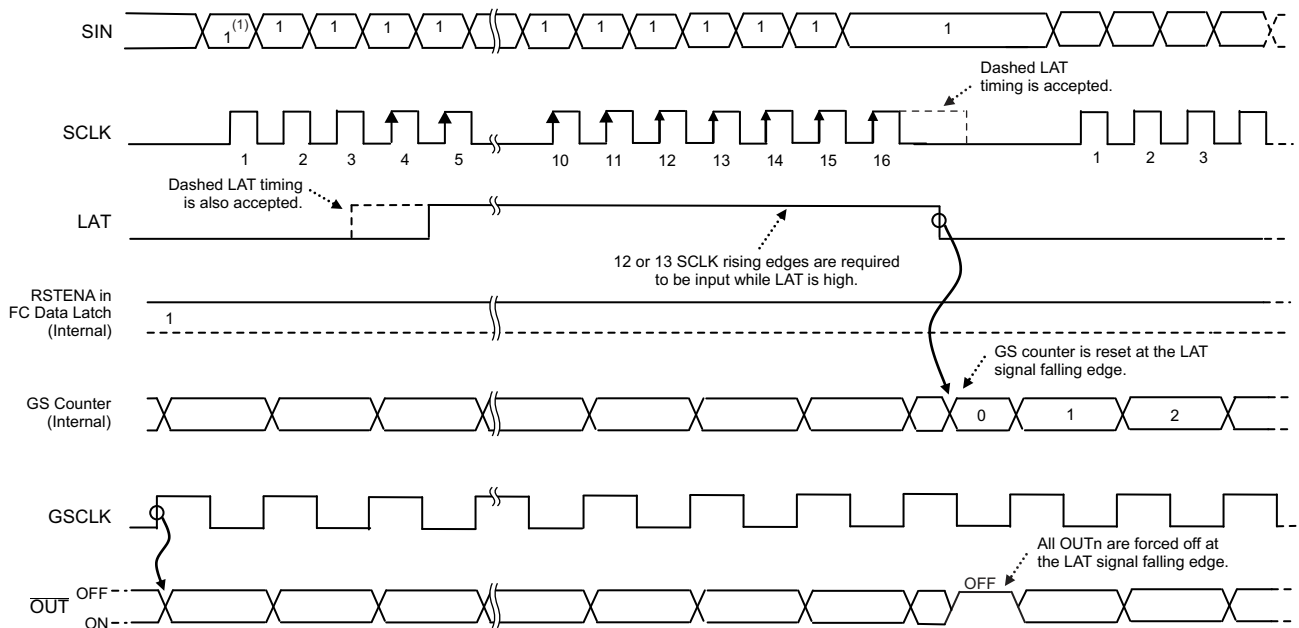 SIN
1(1) 1 1 1 1 1 1 1 1 1 1 1
Dashed LAT
timing is accepted.
SCLK
1 2 3 4 5 10 11 12 13 14 15 16 1 2 3
Dashed LAT timing
is also accepted.
LAT
12 or 13 SCLK rising edges are required
to be input while LAT is high.
RSTENA in
FC Data Latch
(Internal)
1
GS counter is reset at the LAT
signal falling edge.
GS Counter
(Internal)
0 1 2
GSCLK
All OUTn are forced off at
the LAT signal falling edge.
OUT
OFF
ON
OFF